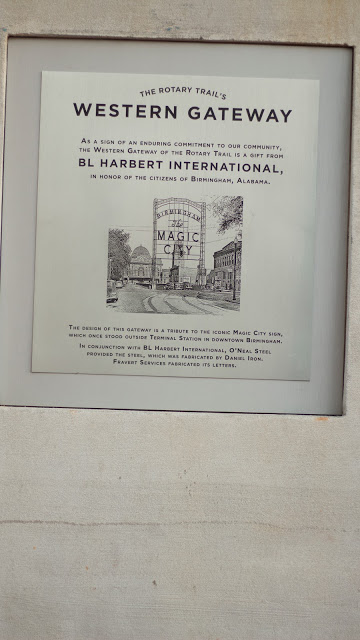 THE ROTARY TRAIL'S
WESTERN GATEWAY
AS A SIGN OF AN ENDURING COMMITMENT TO OUR COMMUNITY,
THE WESTERN GATEWAY OF THE ROTARY TRAIL IS A GIFT FROM
BL HARBERT INTERNATIONAL,
IN HONOR OF THE CITIZENS OF BIRMINGHAM, ALABAMA.
BIRMINGHAM
the
MAGIC
CITY
THE DESIGN OF THIS GATEWAY IS A TRIBUTE TO THE ICONIC MAGIC CITY SIGN,
WHICH ONCE STOOD OUTSIDE TERMINAL STATION IN DOWNTOWN BIRMINGHAM.
IN CONJUNCTION WITH BL HARBERT INTERNATIONAL, O'NEAL STEEL
PROVIDED THE STEEL, WHICH WAS FABRICATED BY DANIEL IRON.
FRAVERT SERVICES FABRICATED ITS LETTERS.